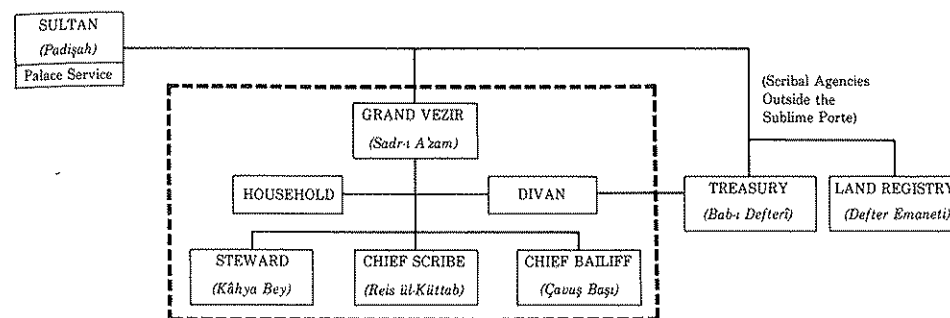 SULTAN
(Padişah)
Palace Service
(Scribal Agencies
Outside the
Sublime Porte)
GRAND VEZIR
(Sadr-ı A'zam)
HOUSEHOLD
DIVAN
TREASURY
(Bab-ı Defterî)
LAND REGISTRY
(Defter Emaneti)
STEWARD
(Kâhya Bey)
CHIEF SCRIBE
(Reis ül-Küttab)
CHIEF BAILIFF
(Çavuş Başı)